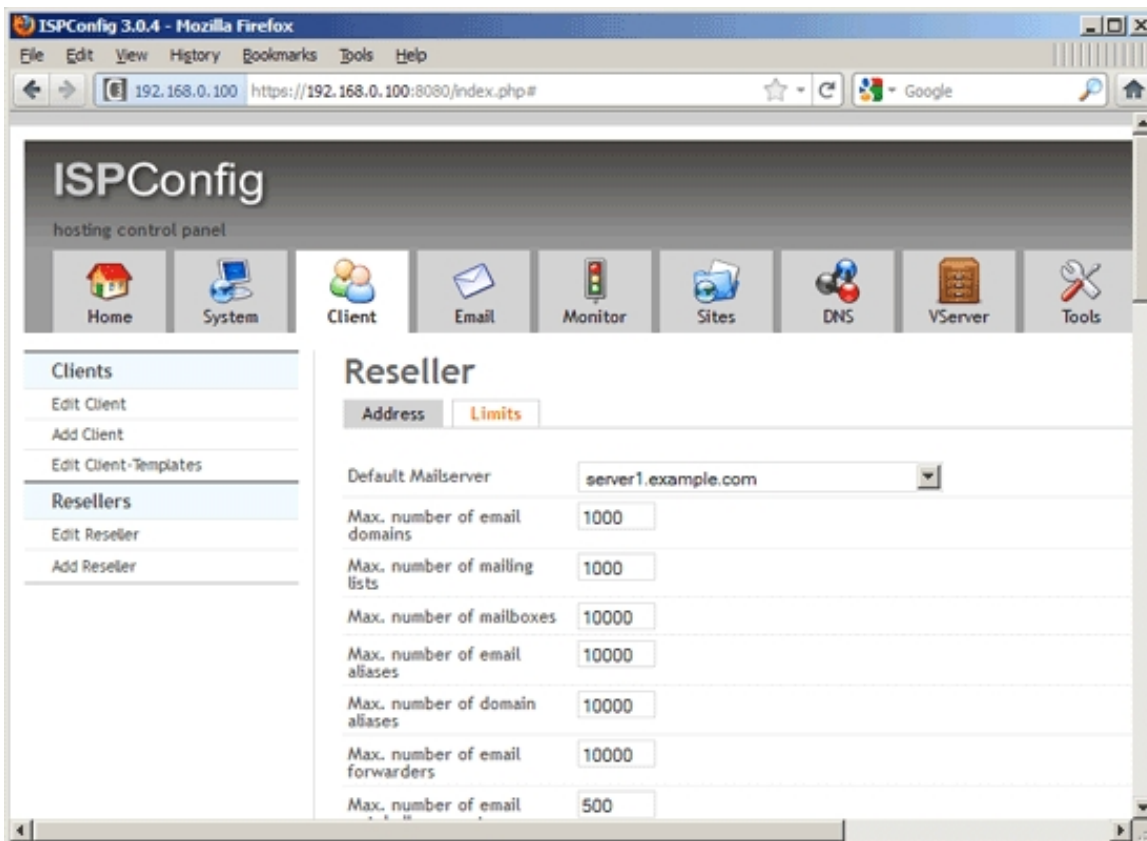 ISPConfig 3.0.4 - Mozilla Firefox
File Edit View History Bookmarks Tools Help
192.168.0.100 https://192.168.0.100:8080/index.php# Google
ISPConfig
hosting control panel
Home System Client Email Monitor Sites DNS VServer Tools
Clients
Edit Client
Add Client
Edit Client-Templates
Resellers
Edit Reseller
Add Reseller
Reseller
Address Limits
Default Mailserver server1.example.com
Max. number of email
domains 1000
Max. number of mailing
lists 1000
Max. number of mailboxes 10000
Max. number of email
aliases 10000
Max. number of domain
aliases 10000
Max. number of email
forwarders 10000
Max. number of email 500